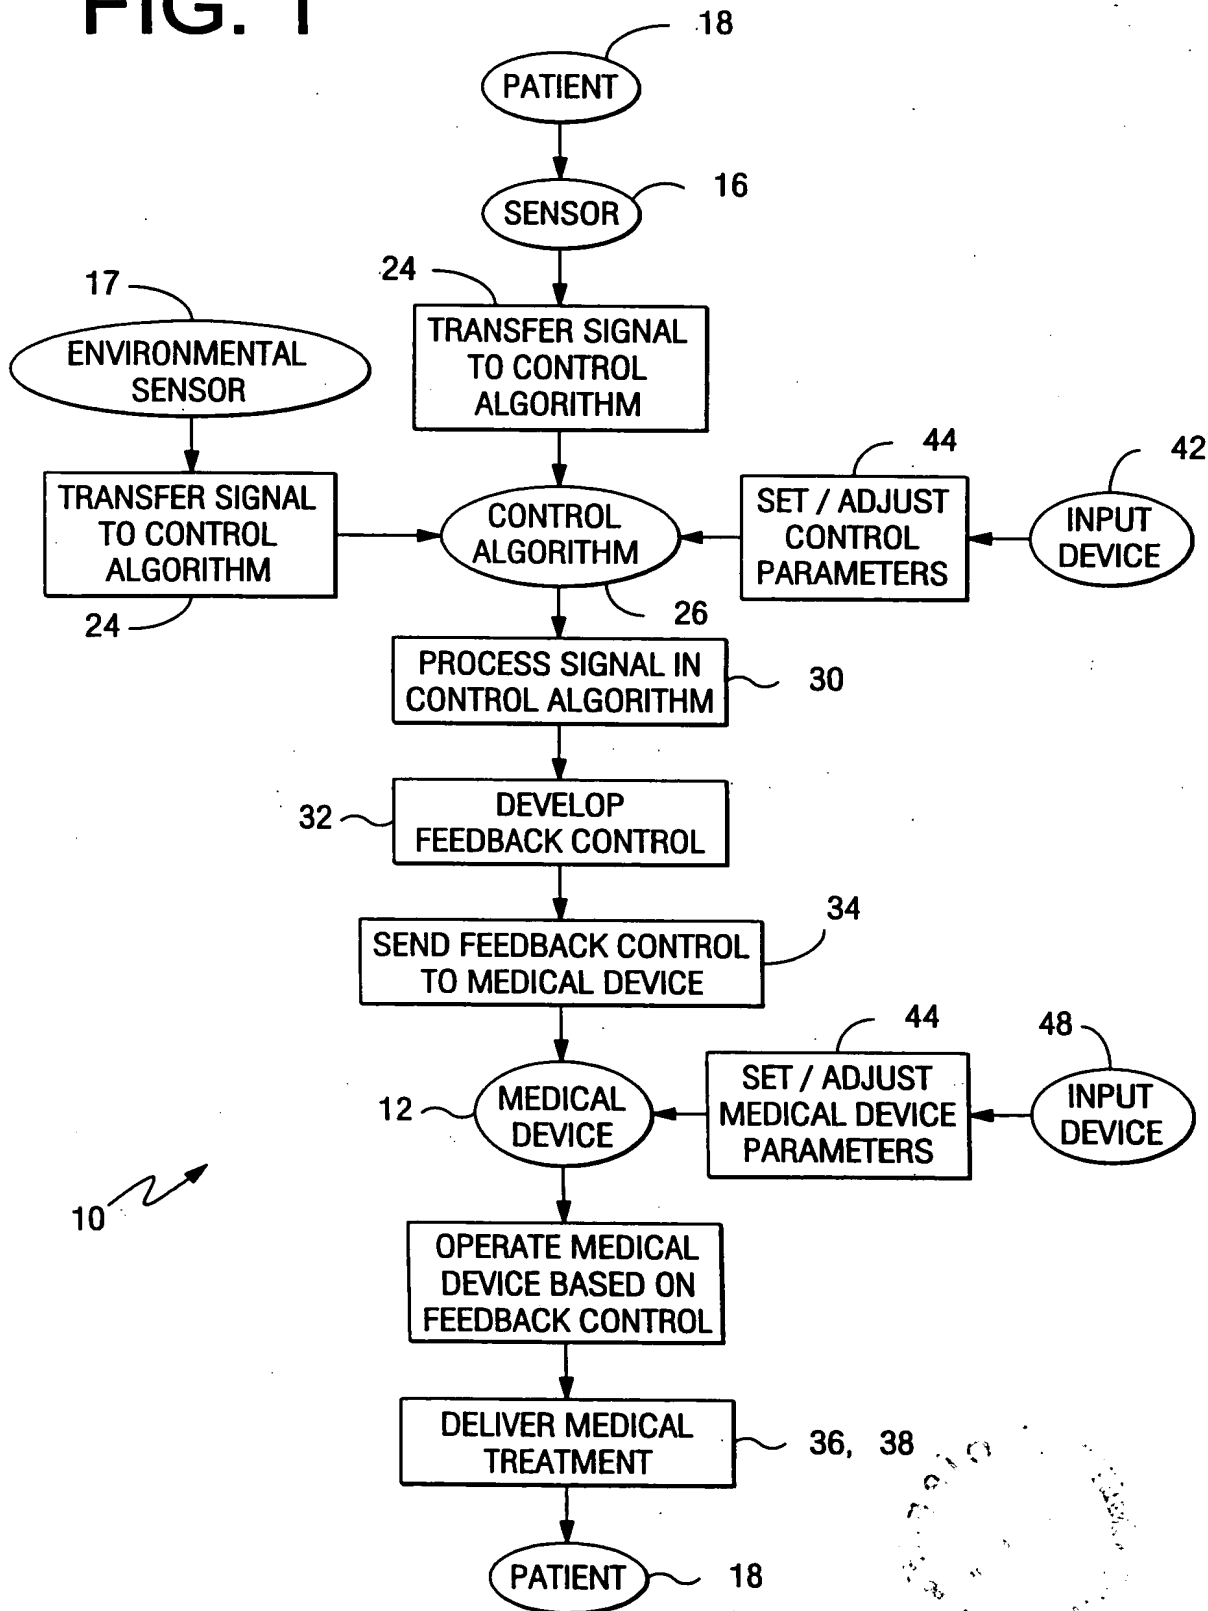 FIG. 1
18
PATIENT
16
SENSOR
24
TRANSFER SIGNAL
TO CONTROL
ALGORITHM
17
ENVIRONMENTAL
SENSOR
TRANSFER SIGNAL
TO CONTROL
ALGORITHM
24
CONTROL
ALGORITHM
26
44
SET / ADJUST
CONTROL
PARAMETERS
42
INPUT
DEVICE
PROCESS SIGNAL IN
CONTROL ALGORITHM
30
32
DEVELOP
FEEDBACK CONTROL
34
SEND FEEDBACK CONTROL
TO MEDICAL DEVICE
12
MEDICAL
DEVICE
44
SET / ADJUST
MEDICAL DEVICE
PARAMETERS
48
INPUT
DEVICE
10
OPERATE MEDICAL
DEVICE BASED ON
FEEDBACK CONTROL
DELIVER MEDICAL
TREATMENT
36, 38
PATIENT
18